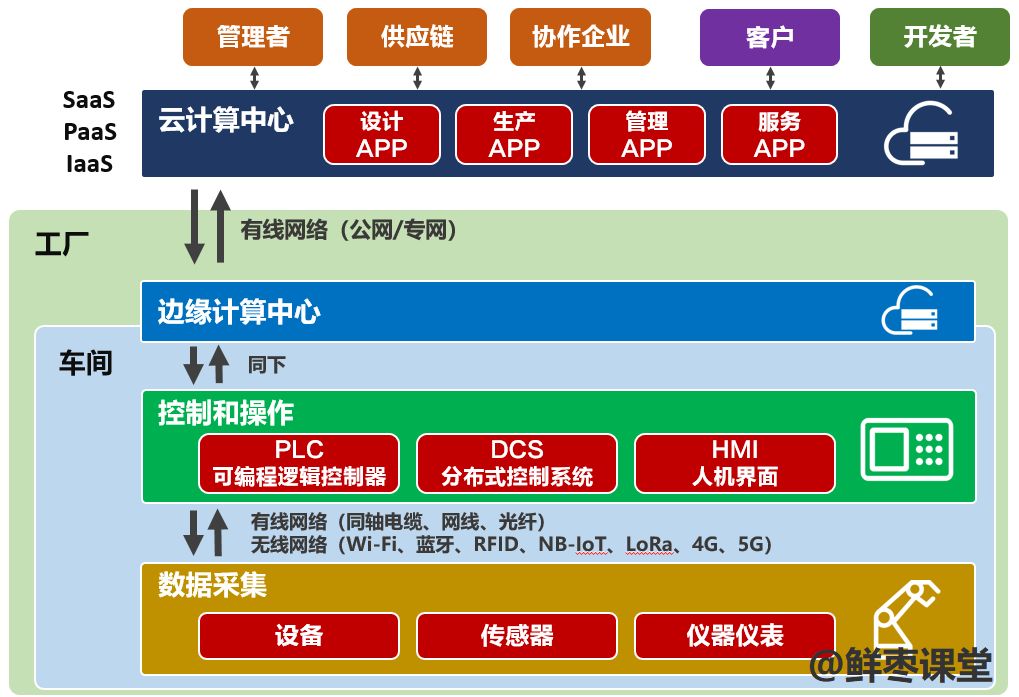 管理者
供应链
协作企业
客户
开发者
SaaS
PaaS
IaaS
云计算中心
设计
APP
生产
APP
管理
APP
服务
APP
有线网络（公网/专网）
工厂
边缘计算中心
车间
同下
控制和操作
PLC
可编程逻辑控制器
DCS
分布式控制系统
HMI
人机界面
有线网络（同轴电缆、网线、光纤）
无线网络（Wi-Fi、蓝牙、RFID、NB-IoT、LoRa、4G、5G）
数据采集
设备
传感器
仪器仪表
@鲜枣课堂